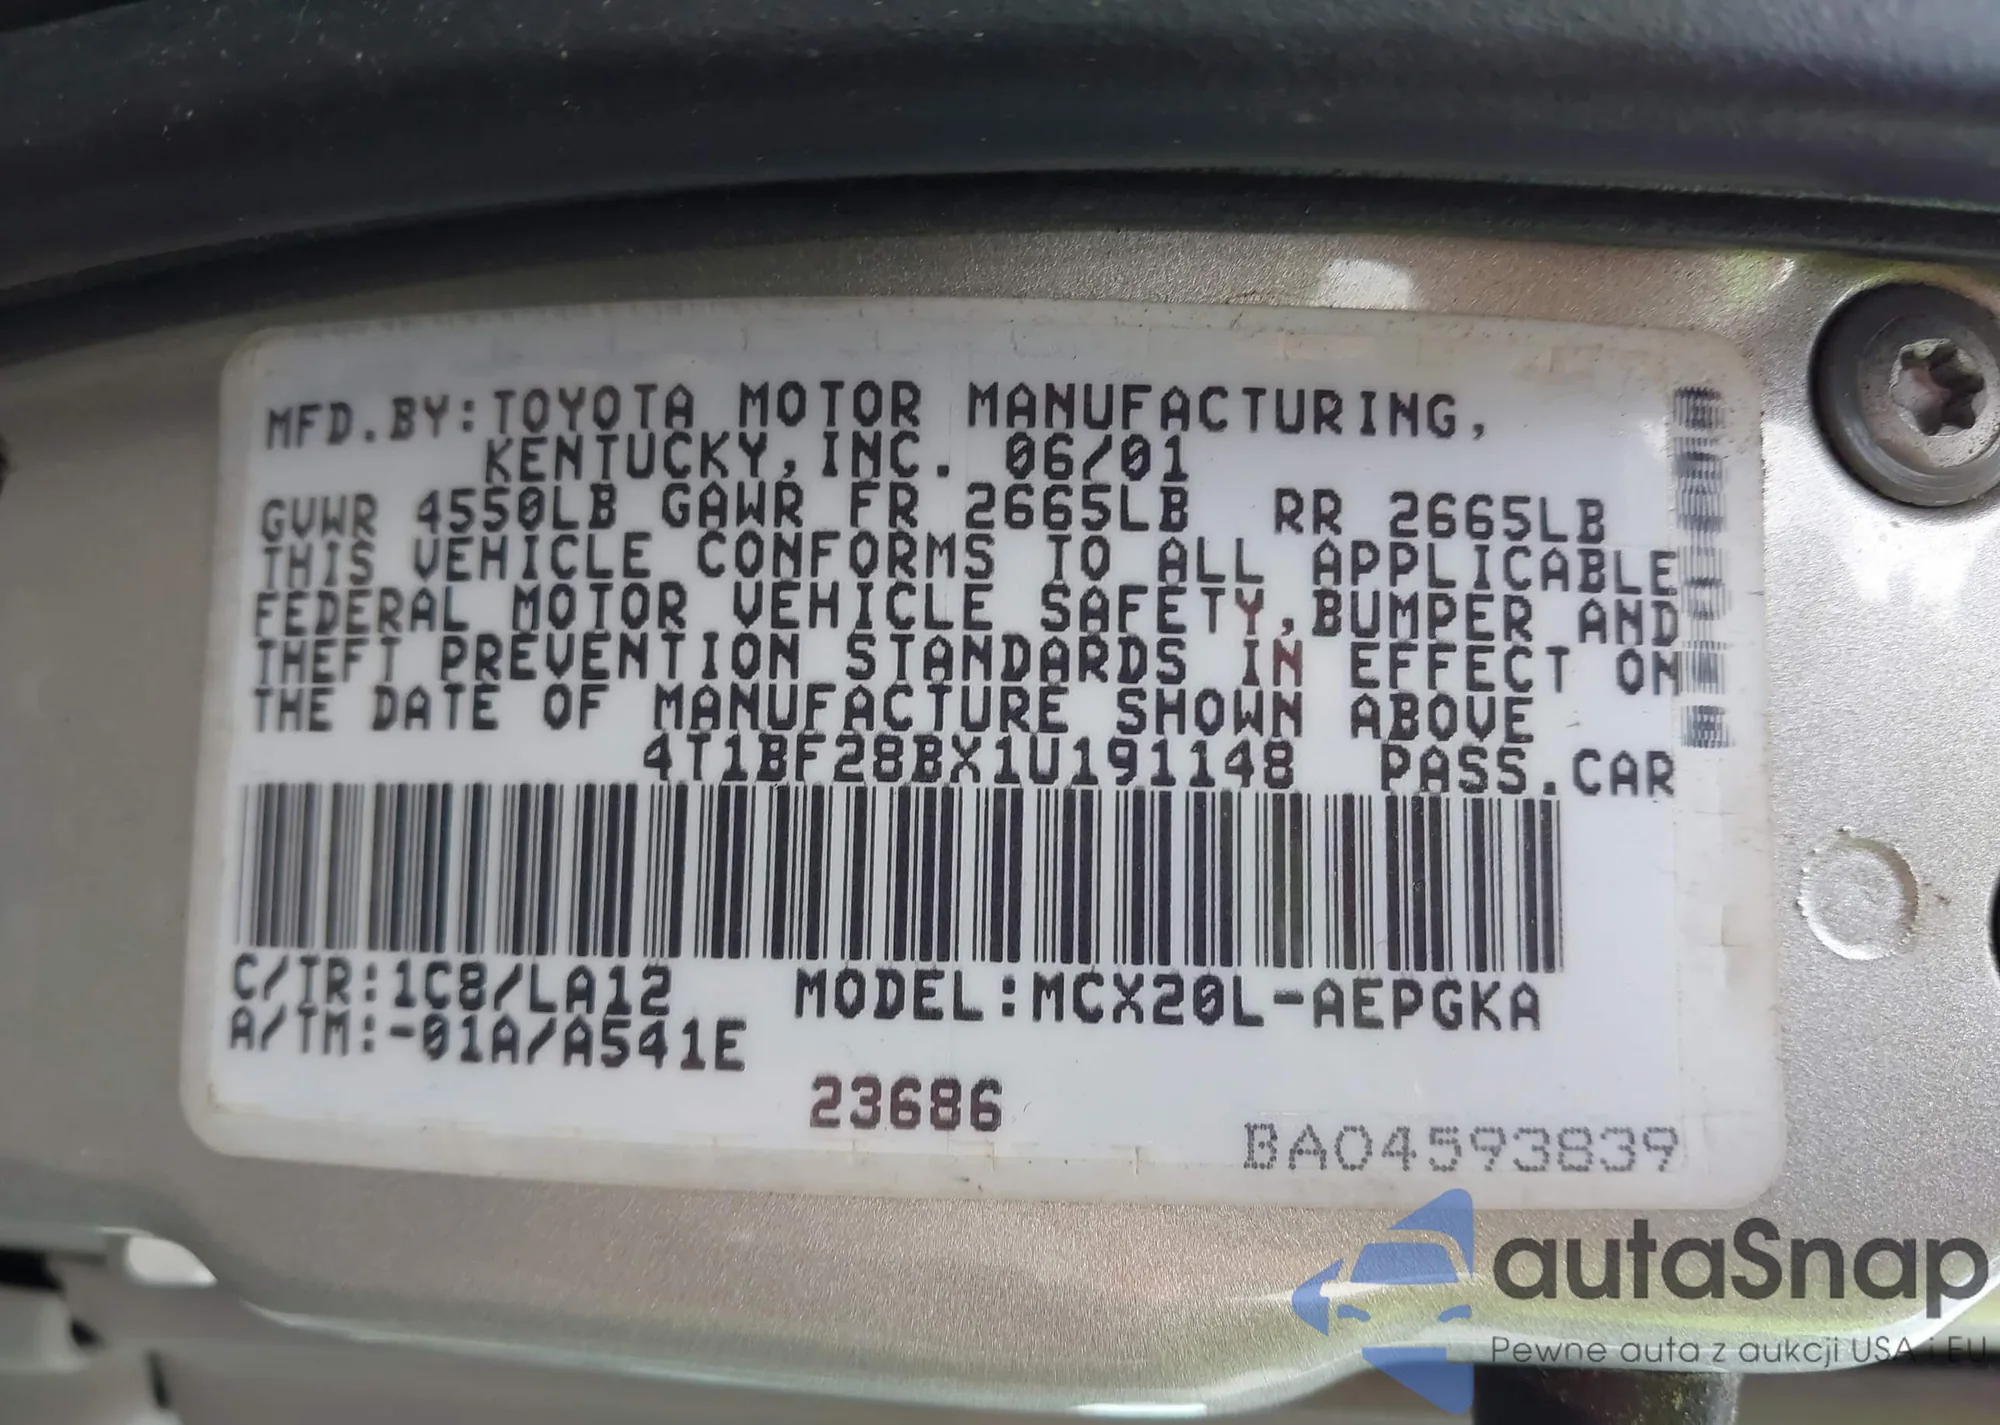 MFD.BY:TOYOTA MOTOR MANUFACTURING,
KENTUCKY,INC. 06/01
GVWR 4550LB GAWR FR 2665LB RR 2665LB
THIS VEHICLE CONFORMS TO ALL APPLICABLE
FEDERAL MOTOR VEHICLE SAFETY,BUMPER AND
THEFT PREVENTION STANDARDS IN EFFECT ON
THE DATE OF MANUFACTURE SHOWN ABOVE
4T1BF28BX1U191148 PASS.CAR
C/TR:1C8/LA12 MODEL:MCX20L-AEPGKA
A/TM:-01A/A541E
23686
BA04593839
autaSnap
Pewne auta z aukcji USA i EU